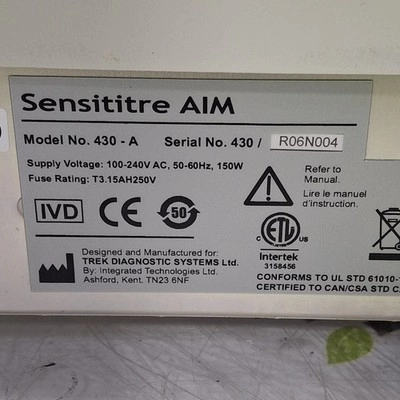 Sensititre AIM
Model No. 430 - A Serial No. 430 / R06N004
Supply Voltage: 100-240V AC, 50-60Hz, 150W
Fuse Rating: T3.15AH250V
Refer to
Manual.
Lire le manuel
d'instruction.
IVD CE 50
ETL
Intertek
3158456
Designed and Manufactured for:
TREK DIAGNOSTIC SYSTEMS Ltd.
By: Integrated Technologies Ltd.
Ashford, Kent. TN23 6NF
CONFORMS TO UL STD 61010-
CERTIFIED TO CAN/CSA STD C